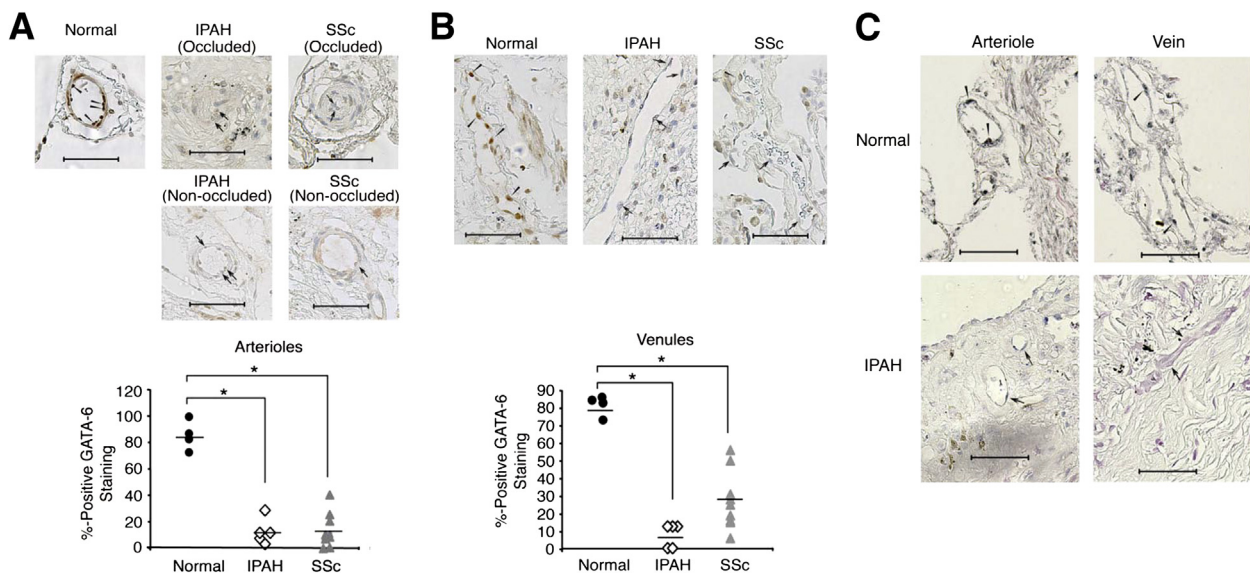 A
Normal
IPAH
(Occluded)
SSc
(Occluded)
IPAH
(Non-occluded)
SSc
(Non-occluded)
Arterioles
%-Positive GATA-6
Staining
120
100
80
60
40
20
0
*
*
Normal IPAH SSc
B
Normal IPAH SSc
Venules
%-Positive GATA-6
Staining
90
80
70
60
50
40
30
20
10
0
*
*
Normal IPAH SSc
C
Arteriole Vein
Normal
IPAH